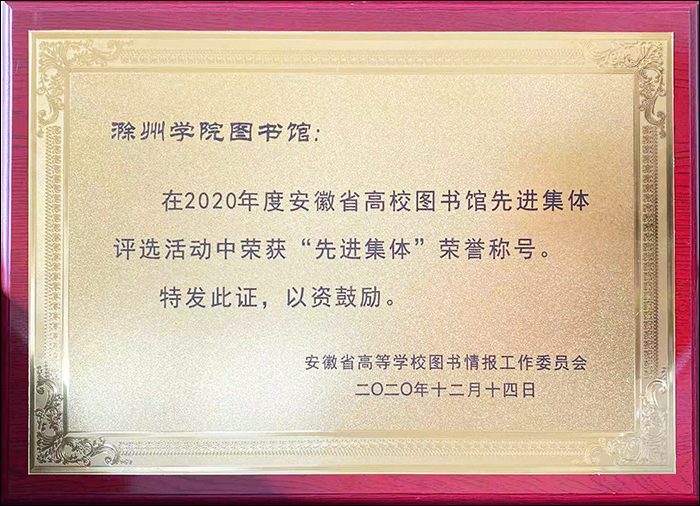 滁州学院图书馆:
在2020年度安徽省高校图书馆先进集体
评选活动中荣获“先进集体”荣誉称号。
特发此证，以资鼓励。
安徽省高等学校图书情报工作委员会
二〇二〇年十二月十四日